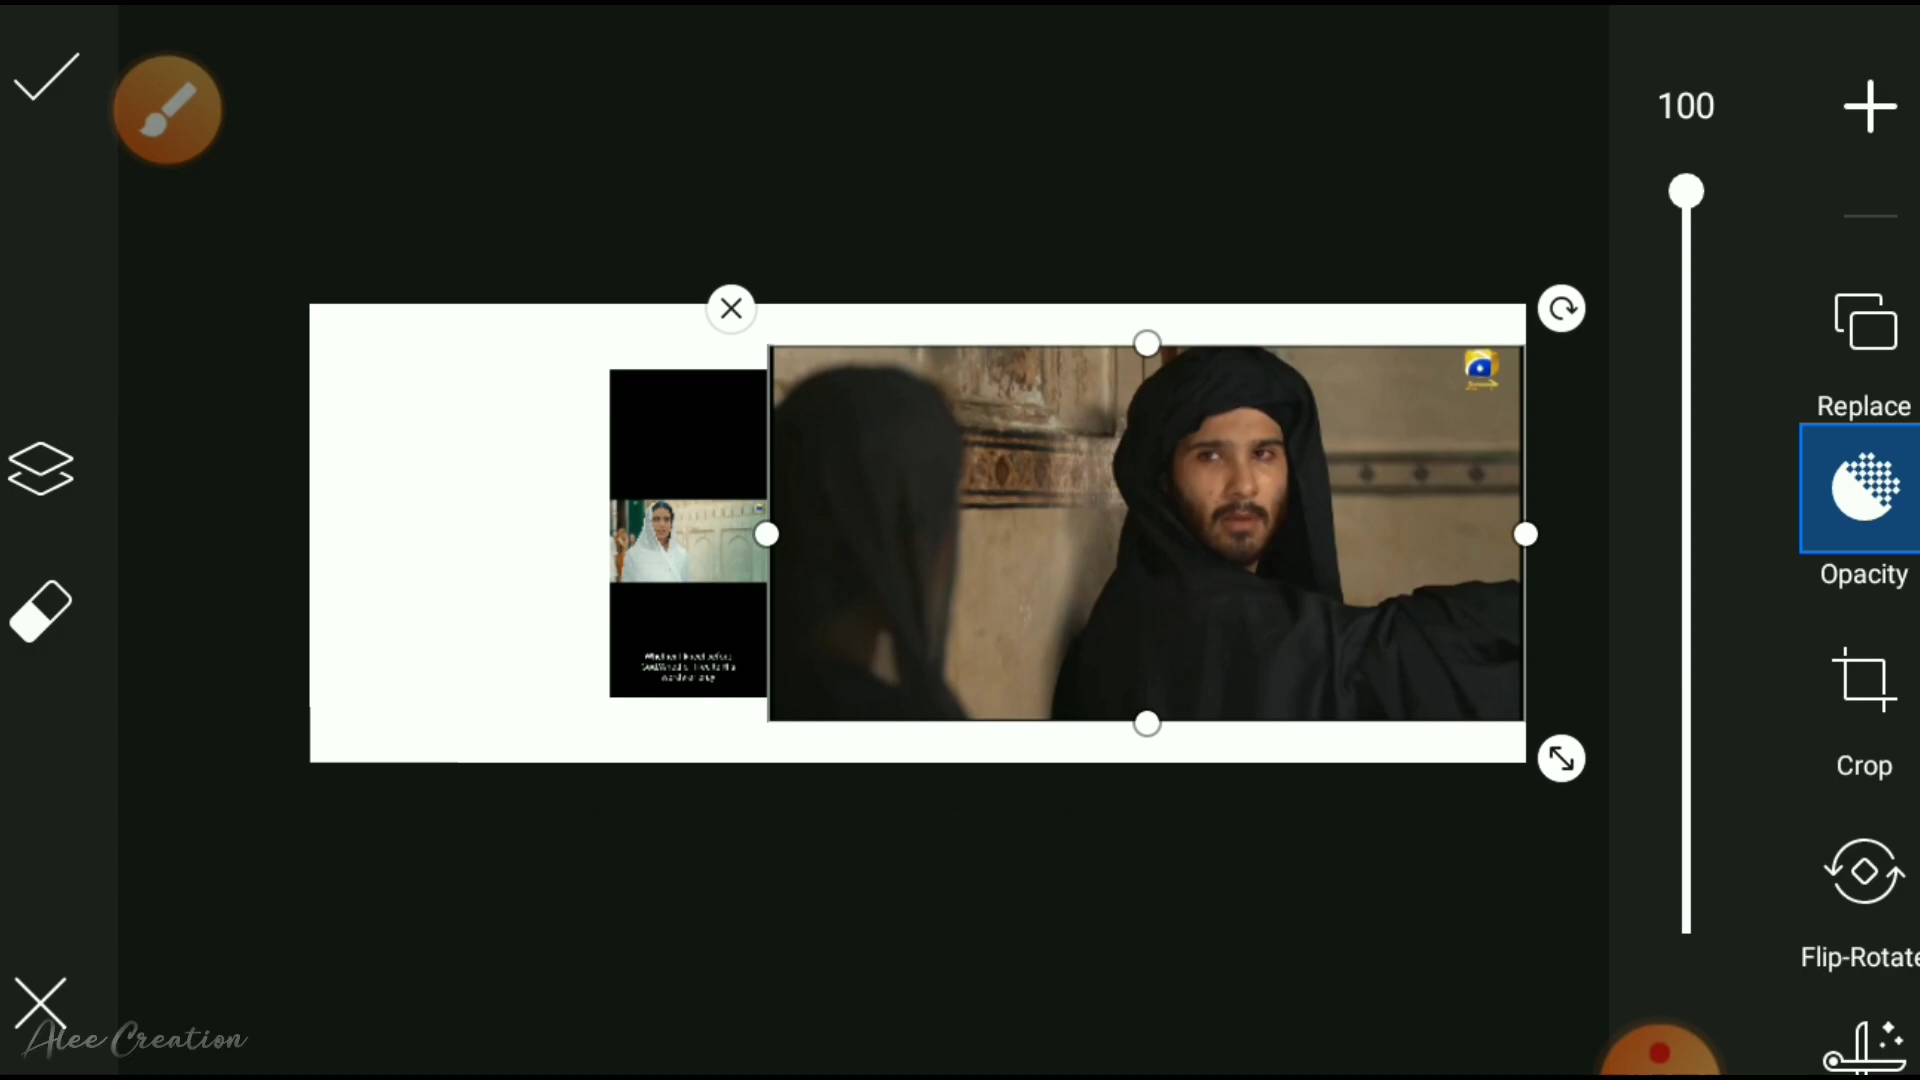 100
Replace
Opacity
Crop
Flip-Rotate
Alee Creation